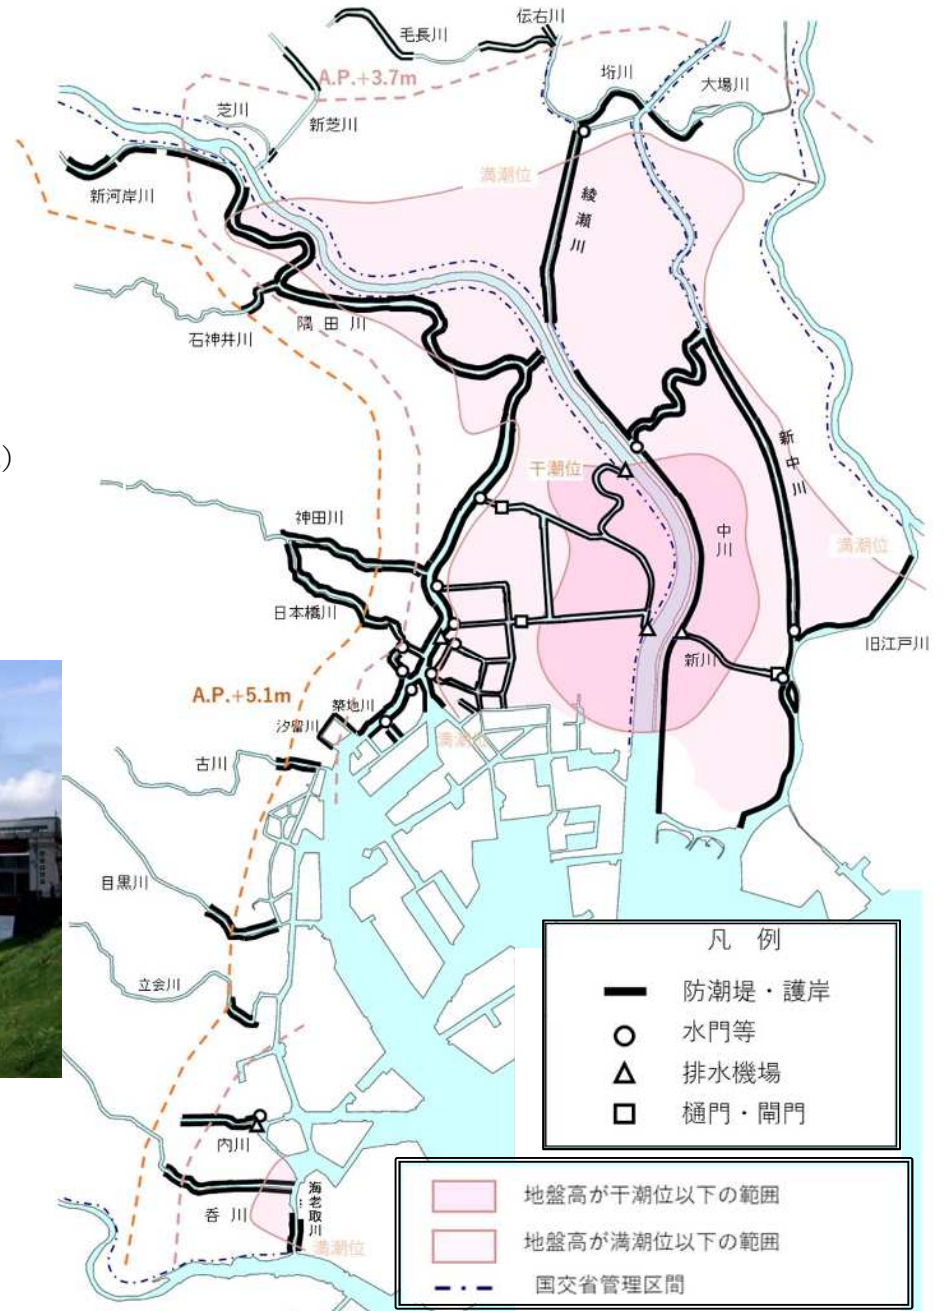 伝右川
毛長川
垳川
大場川
A.P.+3.7m
芝川
新芝川
満潮位
新河岸川
綾瀬川
石神井川
隅田川
)
新中川
干潮位
神田川
中川
満潮位
日本橋川
旧江戸川
新川
A.P.+5.1m
築地川
汐留川
満潮位
古川
目黒川
凡 例
防潮堤・護岸
水門等
排水機場
樋門・閘門
立会川
内川
呑川
海老取川
満潮位
地盤高が干潮位以下の範囲
地盤高が満潮位以下の範囲
国交省管理区間